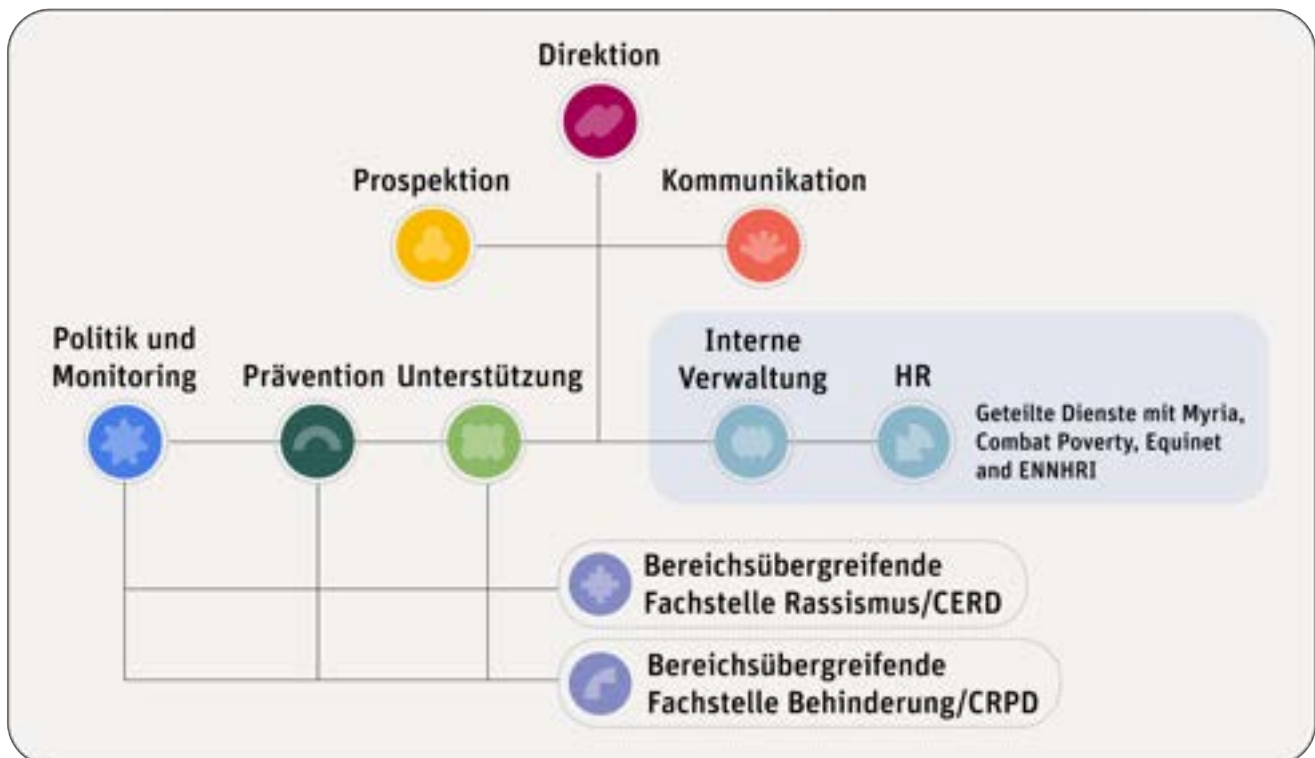 Direktion
Prospektion
Kommunikation
Politik und
Monitoring
Prävention
Unterstützung
Interne
Verwaltung
HR
Geteilte Dienste mit Myria,
Combat Poverty, Equinet
and ENNHRI
Bereichsübergreifende
Fachstelle Rassismus/CERD
Bereichsübergreifende
Fachstelle Behinderung/CRPD